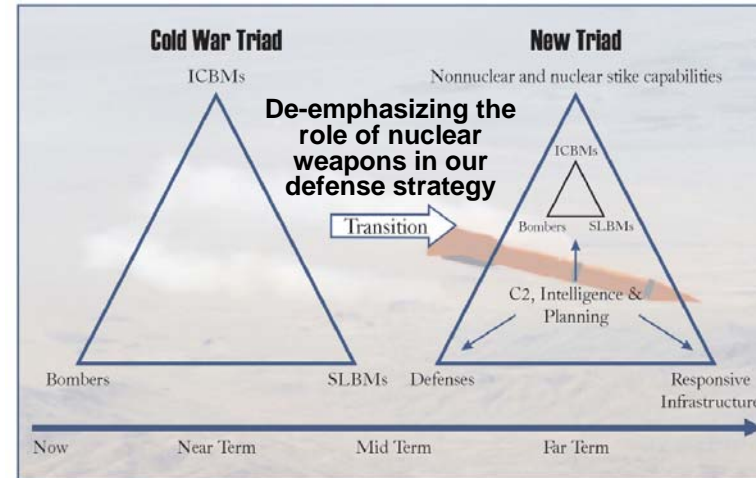 Cold War Triad
New Triad
ICBMs
Nonnuclear and nuclear stike capabilities
De-emphasizing the
role of nuclear
weapons in our
defense strategy
ICBMs
Transition
Bombers
SLBMs
C2, Intelligence &
Planning
Bombers
SLBMs
Defenses
Responsive
Infrastructure
Now
Near Term
Mid Term
Far Term